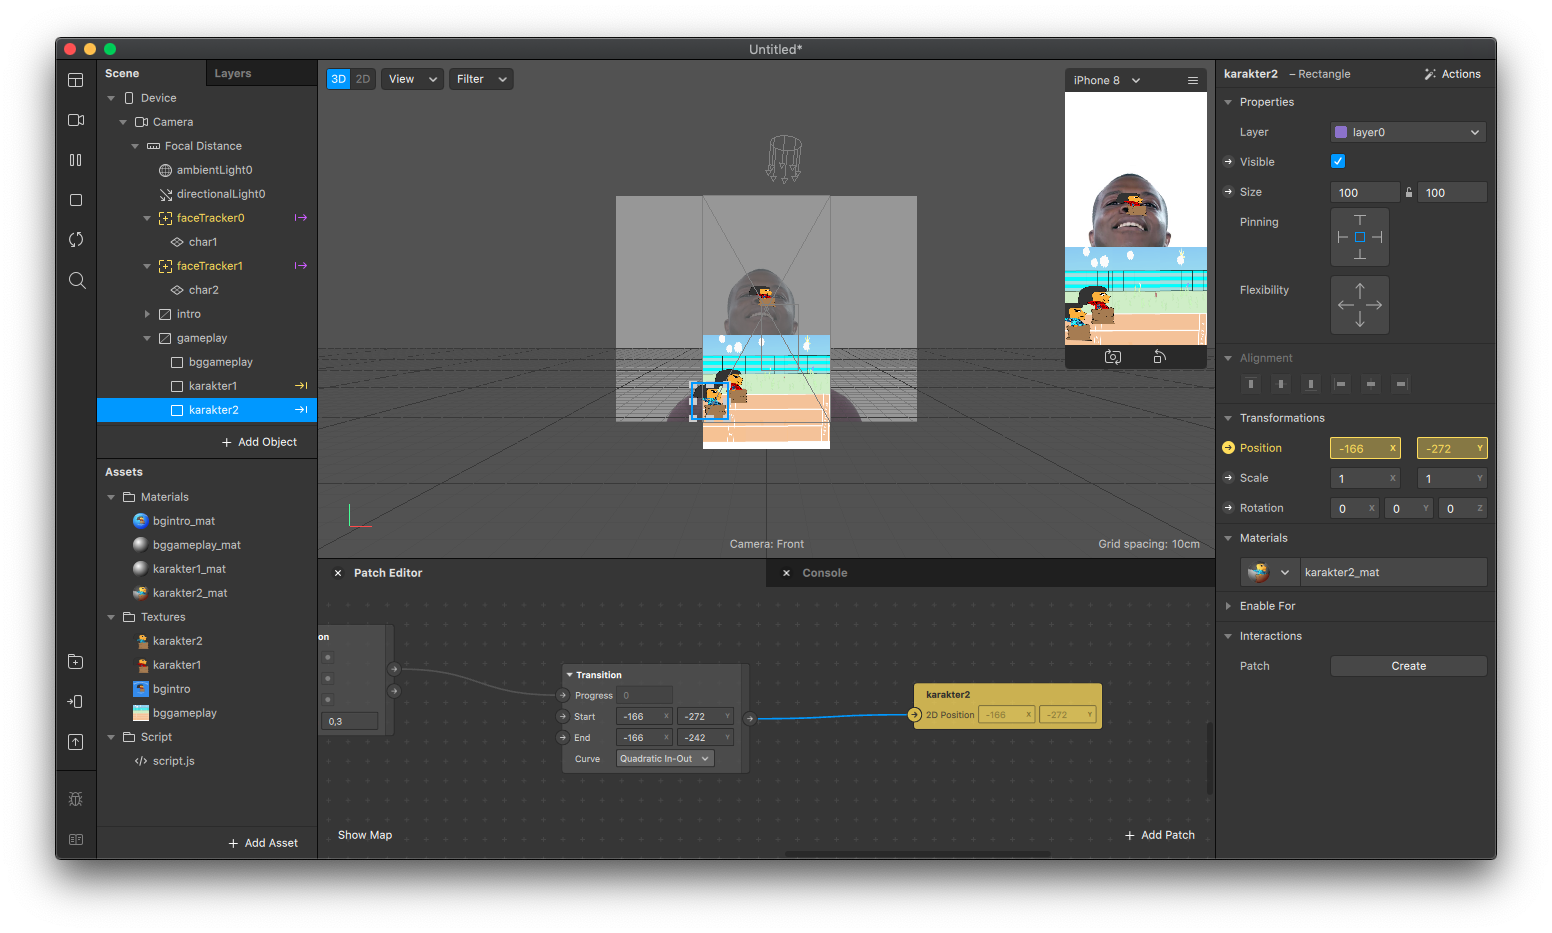 Untitled*
Scene
Layers
Device
Camera
Focal Distance
ambientLight0
directionalLight0
faceTracker0
char1
faceTracker1
char2
intro
gameplay
bggameplay
karakter1
karakter2
+ Add Object
Assets
Materials
bgintro_mat
bggameplay_mat
karakter1_mat
karakter2_mat
Textures
karakter2
karakter1
bgintro
bggameplay
Script
</> script.js
+ Add Asset
3D 2D
View
Filter
iPhone 8
Camera: Front
Grid spacing: 10cm
Patch Editor
Console
on
0,3
Transition
Progress 0
Start -166 X -272 Y
End -166 X -242 Y
Curve Quadratic In-Out
karakter2
2D Position -166 X -272 Y
Show Map
+ Add Patch
karakter2 – Rectangle
Actions
Properties
Layer layer0
Visible
Size 100 100
Pinning
Flexibility
Alignment
Transformations
Position -166 X -272 Y
Scale 1 X 1 Y
Rotation 0 X 0 Y 0 Z
Materials
karakter2_mat
Enable For
Interactions
Patch Create